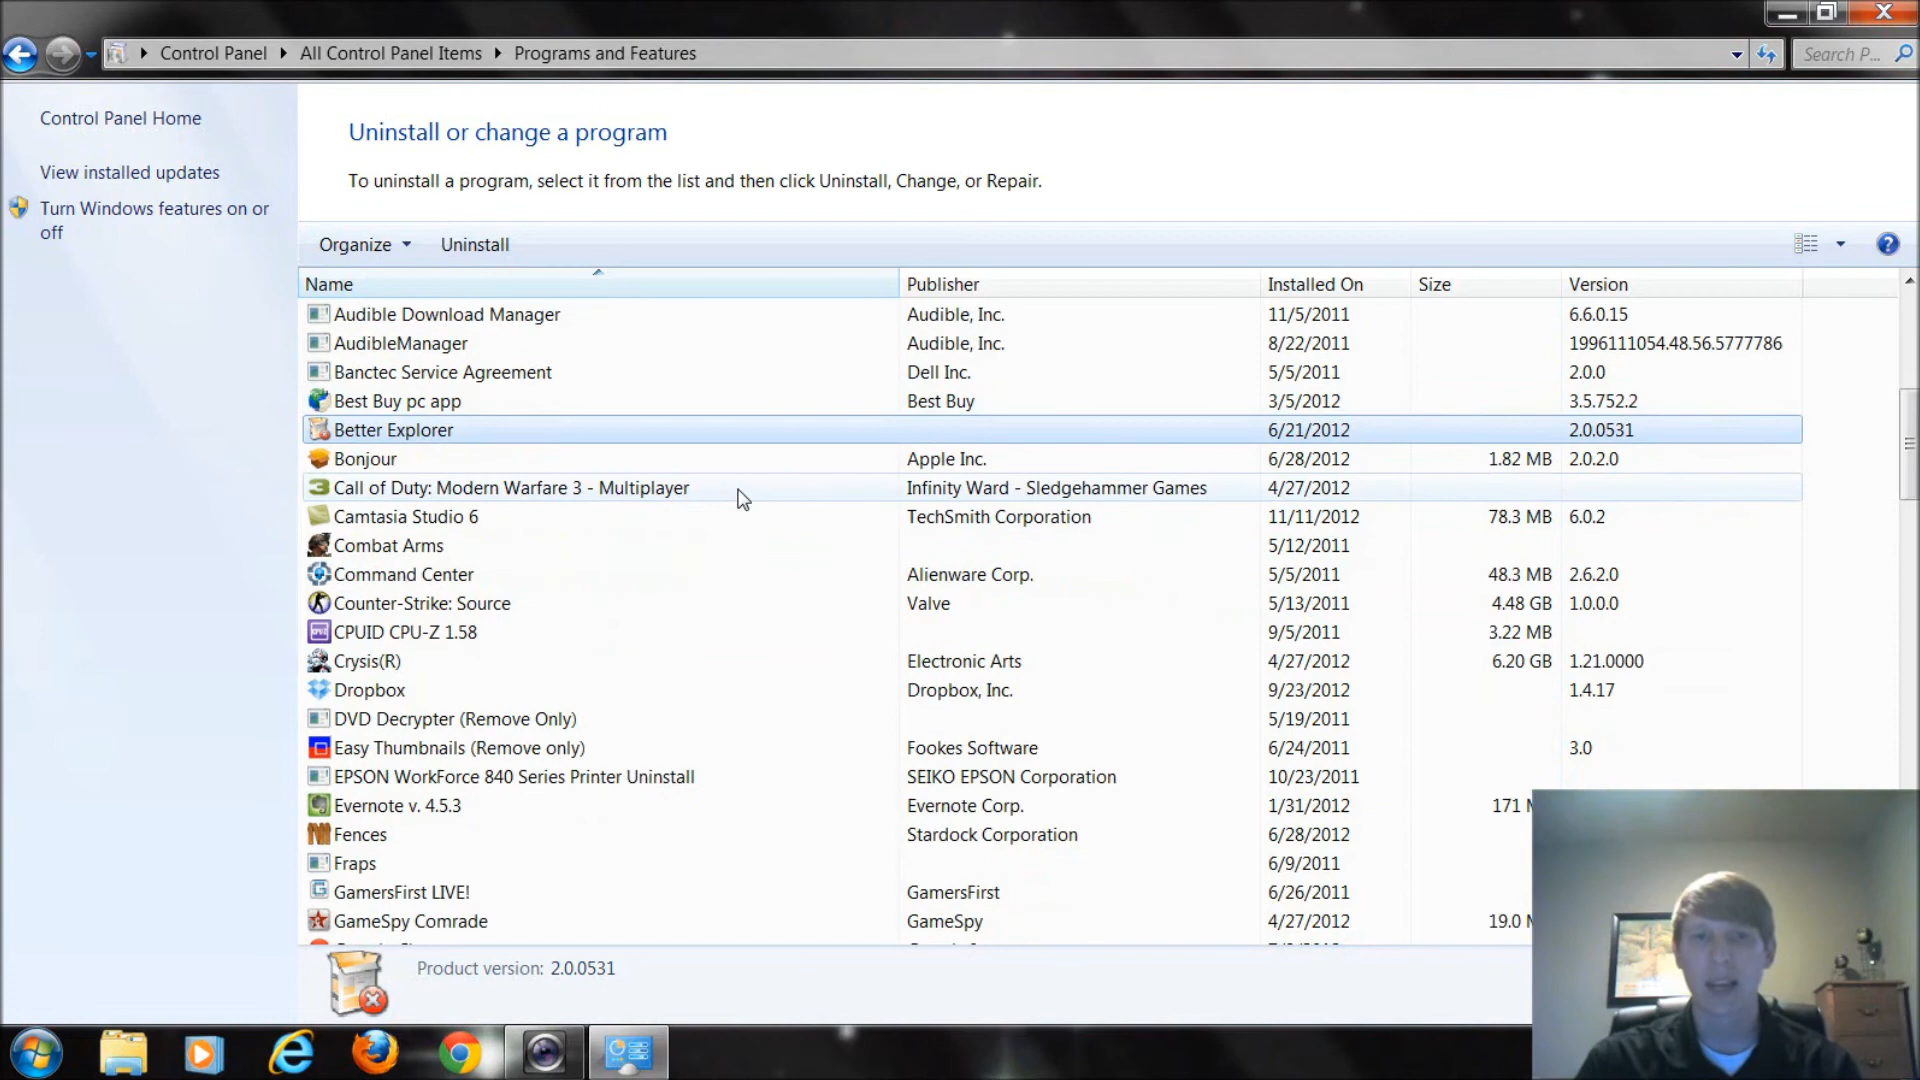 Control Panel All Control Panel Items Programs and Features
Search P...
Control Panel Home
View installed updates
Turn Windows features on or
off
Uninstall or change a program
To uninstall a program, select it from the list and then click Uninstall, Change, or Repair.
Organize Uninstall
Name Publisher Installed On Size Version
Audible Download Manager Audible, Inc. 11/5/2011 6.6.0.15
AudibleManager Audible, Inc. 8/22/2011 1996111054.48.56.5777786
Banctec Service Agreement Dell Inc. 5/5/2011 2.0.0
Best Buy pc app Best Buy 3/5/2012 3.5.752.2
Better Explorer 6/21/2012 2.0.0531
Bonjour Apple Inc. 6/28/2012 1.82 MB 2.0.2.0
Call of Duty: Modern Warfare 3 - Multiplayer Infinity Ward - Sledgehammer Games 4/27/2012
Camtasia Studio 6 TechSmith Corporation 11/11/2012 78.3 MB 6.0.2
Combat Arms 5/12/2011
Command Center Alienware Corp. 5/5/2011 48.3 MB 2.6.2.0
Counter-Strike: Source Valve 5/13/2011 4.48 GB 1.0.0.0
CPUID CPU-Z 1.58 9/5/2011 3.22 MB
Crysis(R) Electronic Arts 4/27/2012 6.20 GB 1.21.0000
Dropbox Dropbox, Inc. 9/23/2012 1.4.17
DVD Decrypter (Remove Only) 5/19/2011
Easy Thumbnails (Remove only) Fookes Software 6/24/2011 3.0
EPSON WorkForce 840 Series Printer Uninstall SEIKO EPSON Corporation 10/23/2011
Evernote v. 4.5.3 Evernote Corp. 1/31/2012 171
Fences Stardock Corporation 6/28/2012
Fraps 6/9/2011
GamersFirst LIVE! GamersFirst 6/26/2011
GameSpy Comrade GameSpy 4/27/2012 19.0
Product version: 2.0.0531